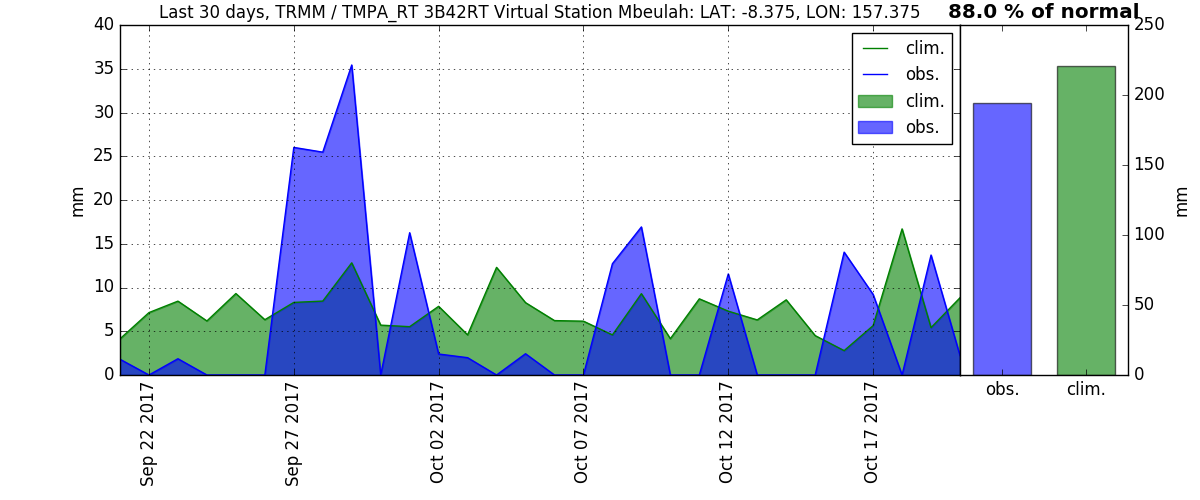 Last 30 days, TRMM / TMPA_RT 3B42RT Virtual Station Mbeulah: LAT: -8.375, LON: 157.375
88.0 % of normal
40
35
30
25
20
15
10
5
0
mm
clim.
obs.
clim.
obs.
Sep 22 2017
Sep 27 2017
Oct 02 2017
Oct 07 2017
Oct 12 2017
Oct 17 2017
250
200
150
100
50
0
mm
obs.
clim.